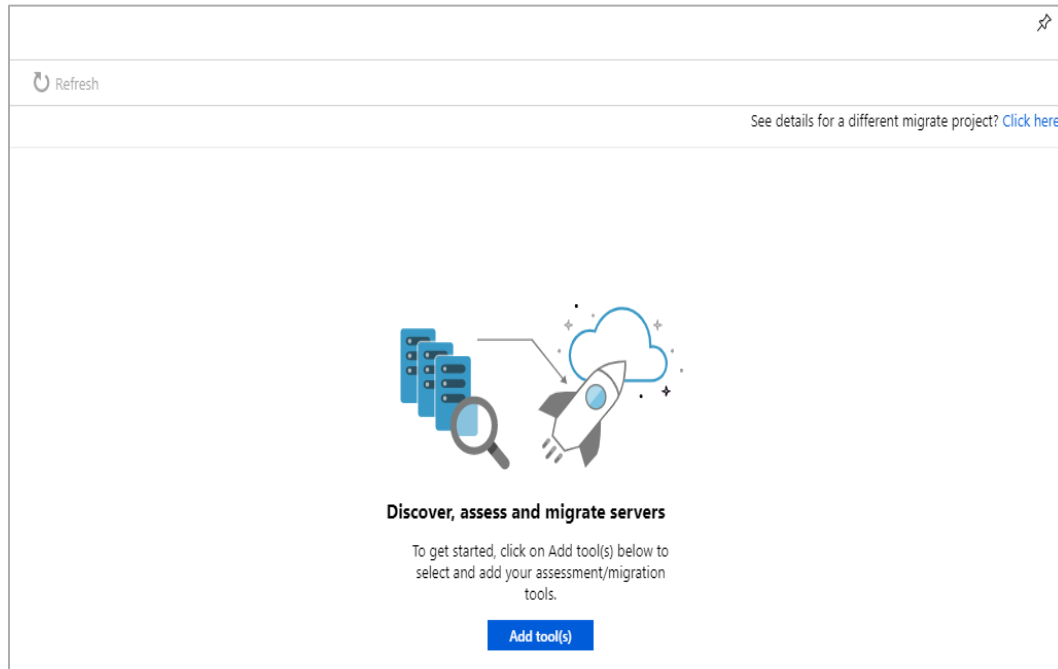 Refresh
See details for a different migrate project? Click here
Discover, assess and migrate servers
To get started, click on Add tool(s) below to
select and add your assessment/migration
tools.
Add tool(s)